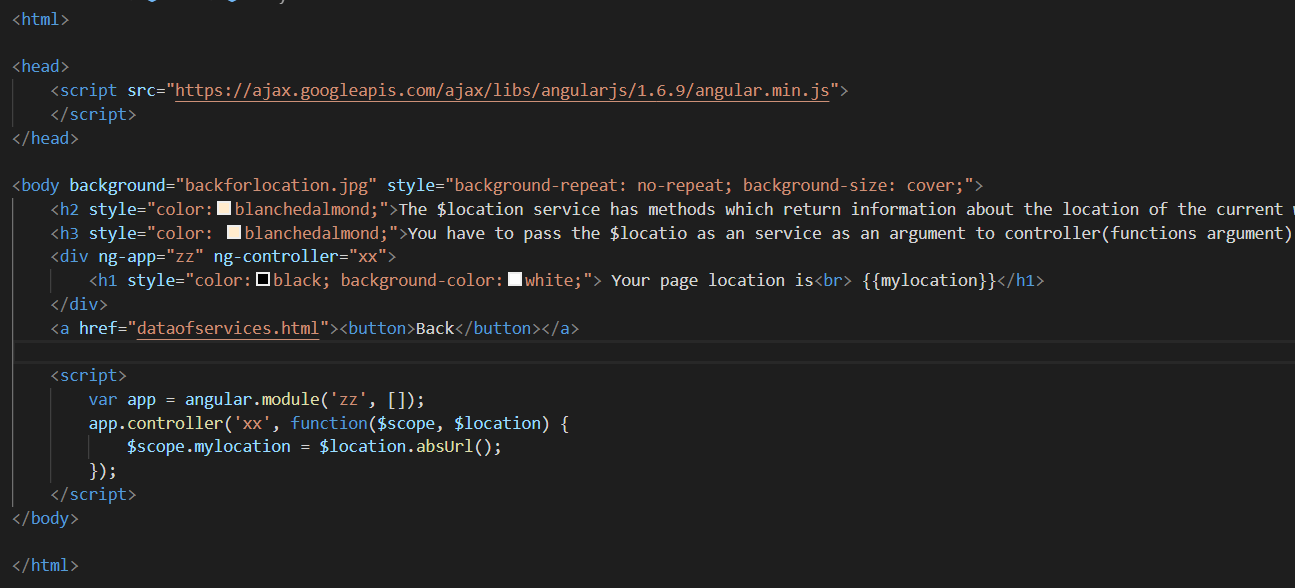 <html>
<head>
<script src="https://ajax.googleapis.com/ajax/libs/angularjs/1.6.9/angular.min.js">
</script>
</head>
<body background="backforlocation.jpg" style="background-repeat: no-repeat; background-size: cover;">
<h2 style="color: blanchedalmond;">The $location service has methods which return information about the location of the current
<h3 style="color: blanchedalmond;">You have to pass the $locatio as an service as an argument to controller(functions argument)
<div ng-app="zz" ng-controller="xx">
<h1 style="color: black; background-color: white;"> Your page location is<br> {{mylocation}}</h1>
</div>
<a href="dataofservices.html"><button>Back</button></a>
<script>
var app = angular.module('zz', []);
app.controller('xx', function($scope, $location) {
$scope.mylocation = $location.absUrl();
});
</script>
</body>
</html>